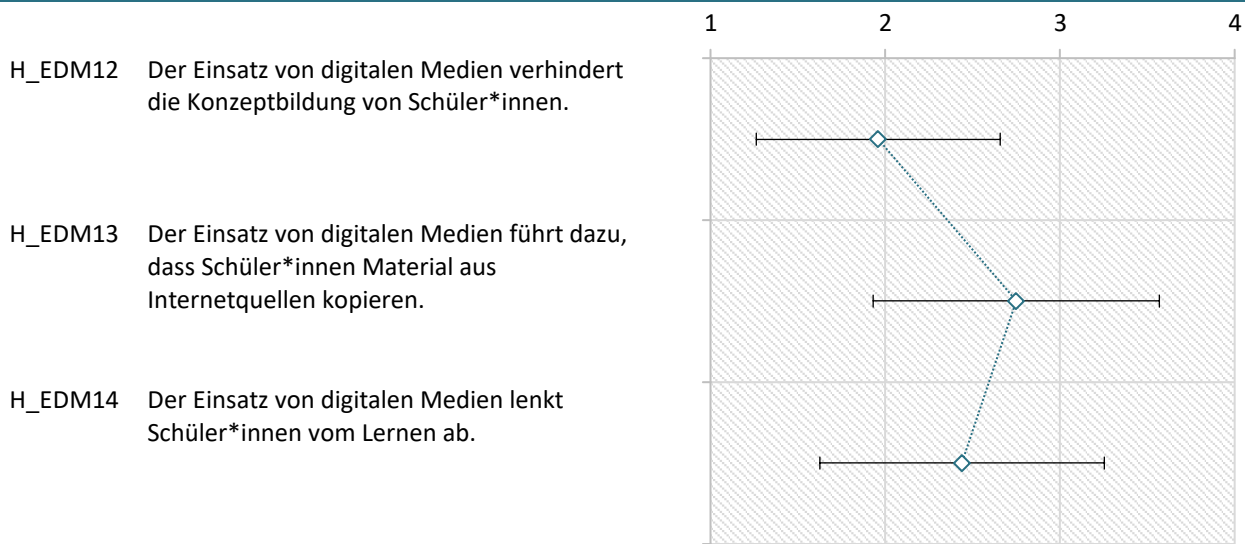 1 2 3 4
H_EDM12 Der Einsatz von digitalen Medien verhindert
die Konzeptbildung von Schüler*innen.
H_EDM13 Der Einsatz von digitalen Medien führt dazu,
dass Schüler*innen Material aus
Internetquellen kopieren.
H_EDM14 Der Einsatz von digitalen Medien lenkt
Schüler*innen vom Lernen ab.